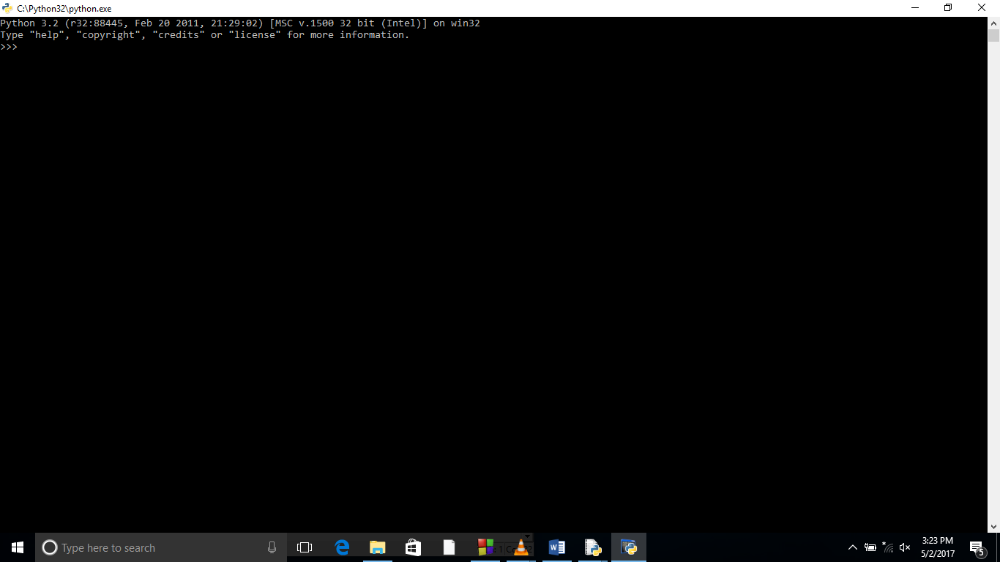 C:\Python32\python.exe
Python 3.2 (r32:88445, Feb 20 2011, 21:29:02) [MSC v.1500 32 bit (Intel)] on win32
Type "help", "copyright", "credits" or "license" for more information.
>>>
Type here to search
3:23 PM
5/2/2017
5